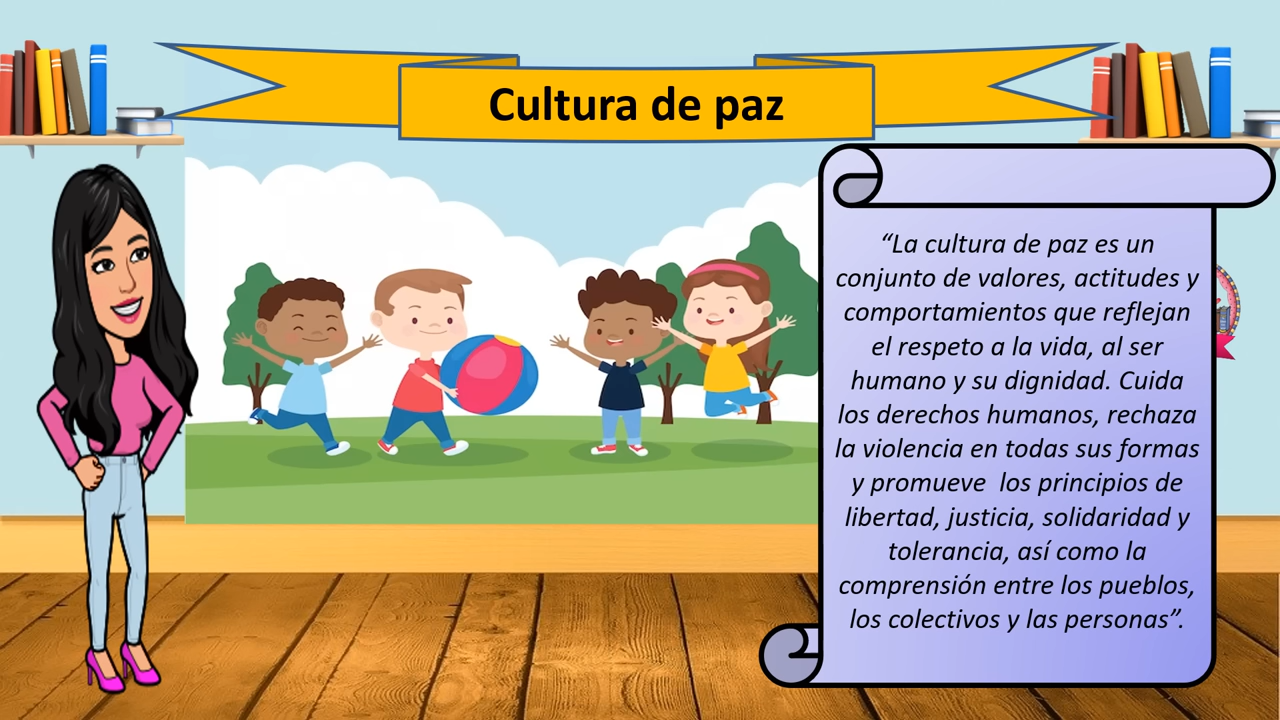 Cultura de paz
“La cultura de paz es un
conjunto de valores, actitudes y
comportamientos que reflejan
el respeto a la vida, al ser
humano y su dignidad. Cuida
los derechos humanos, rechaza
la violencia en todas sus formas
y promueve  los principios de
libertad, justicia, solidaridad y
tolerancia, así como la
comprensión entre los pueblos,
los colectivos y las personas”.